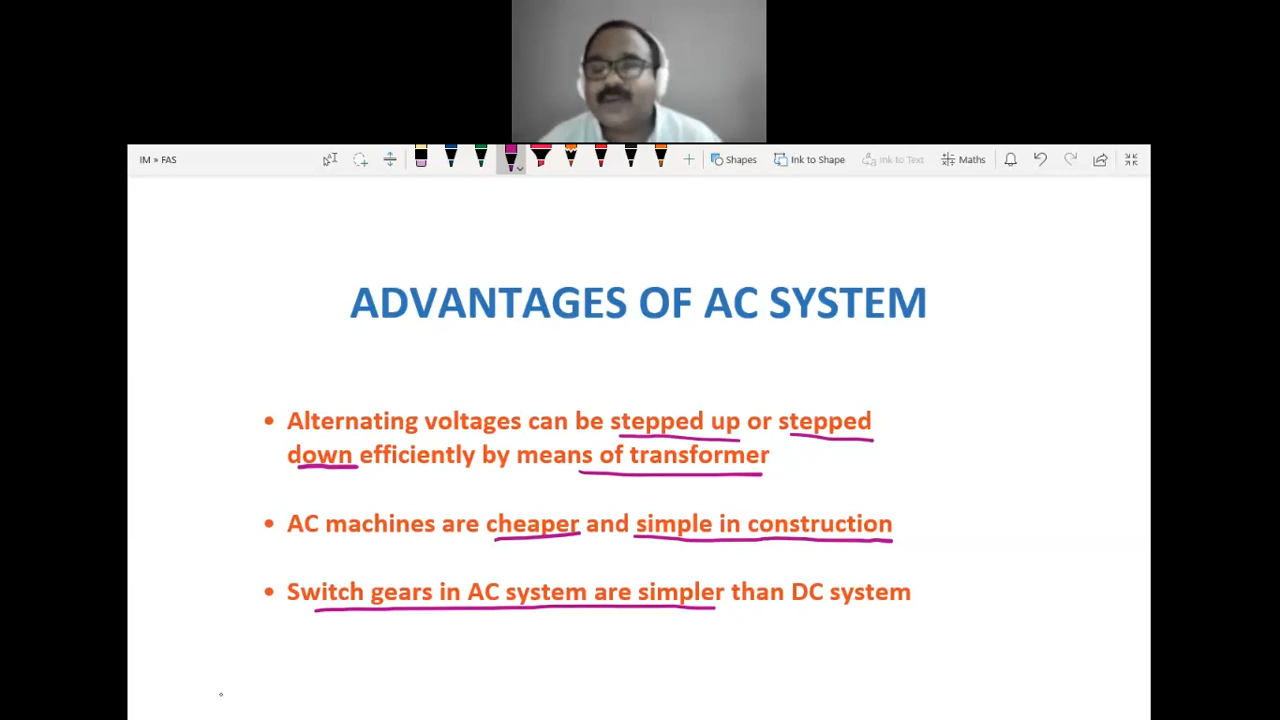 IM » FAS
Shapes
Ink to Shape
Ink to Text
Maths
ADVANTAGES OF AC SYSTEM
• Alternating voltages can be stepped up or stepped
down efficiently by means of transformer
• AC machines are cheaper and simple in construction
• Switch gears in AC system are simpler than DC system